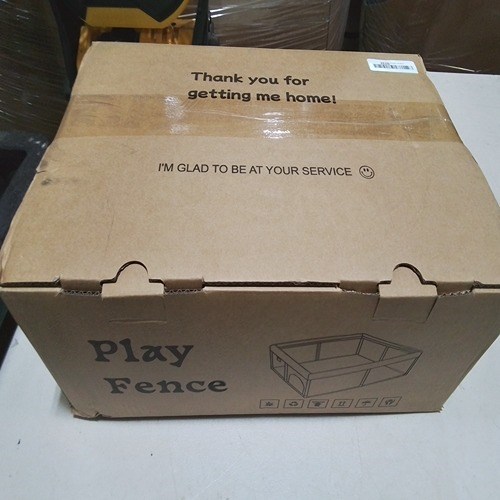 Thank you for
getting me home!
I'M GLAD TO BE AT YOUR SERVICE
Play
Fence